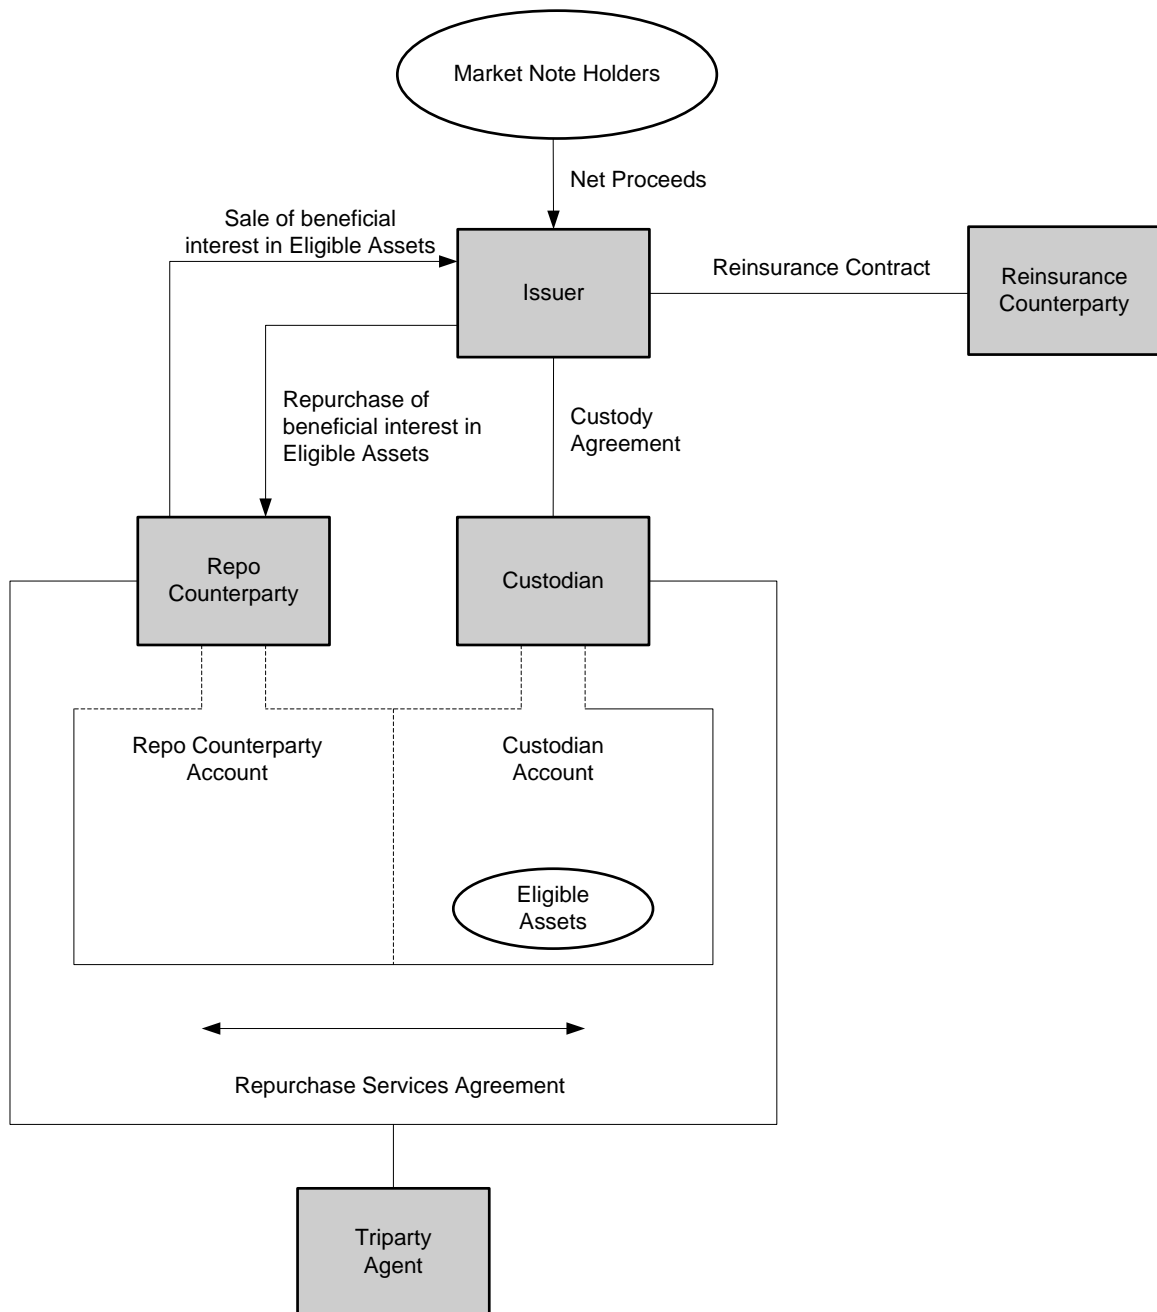 Market Note Holders
Net Proceeds
Sale of beneficial
interest in Eligible Assets
Issuer
Reinsurance Contract
Reinsurance
Counterparty
Repurchase of
beneficial interest in
Eligible Assets
Custody
Agreement
Repo
Counterparty
Custodian
Repo Counterparty
Account
Custodian
Account
Eligible
Assets
Repurchase Services Agreement
Triparty
Agent